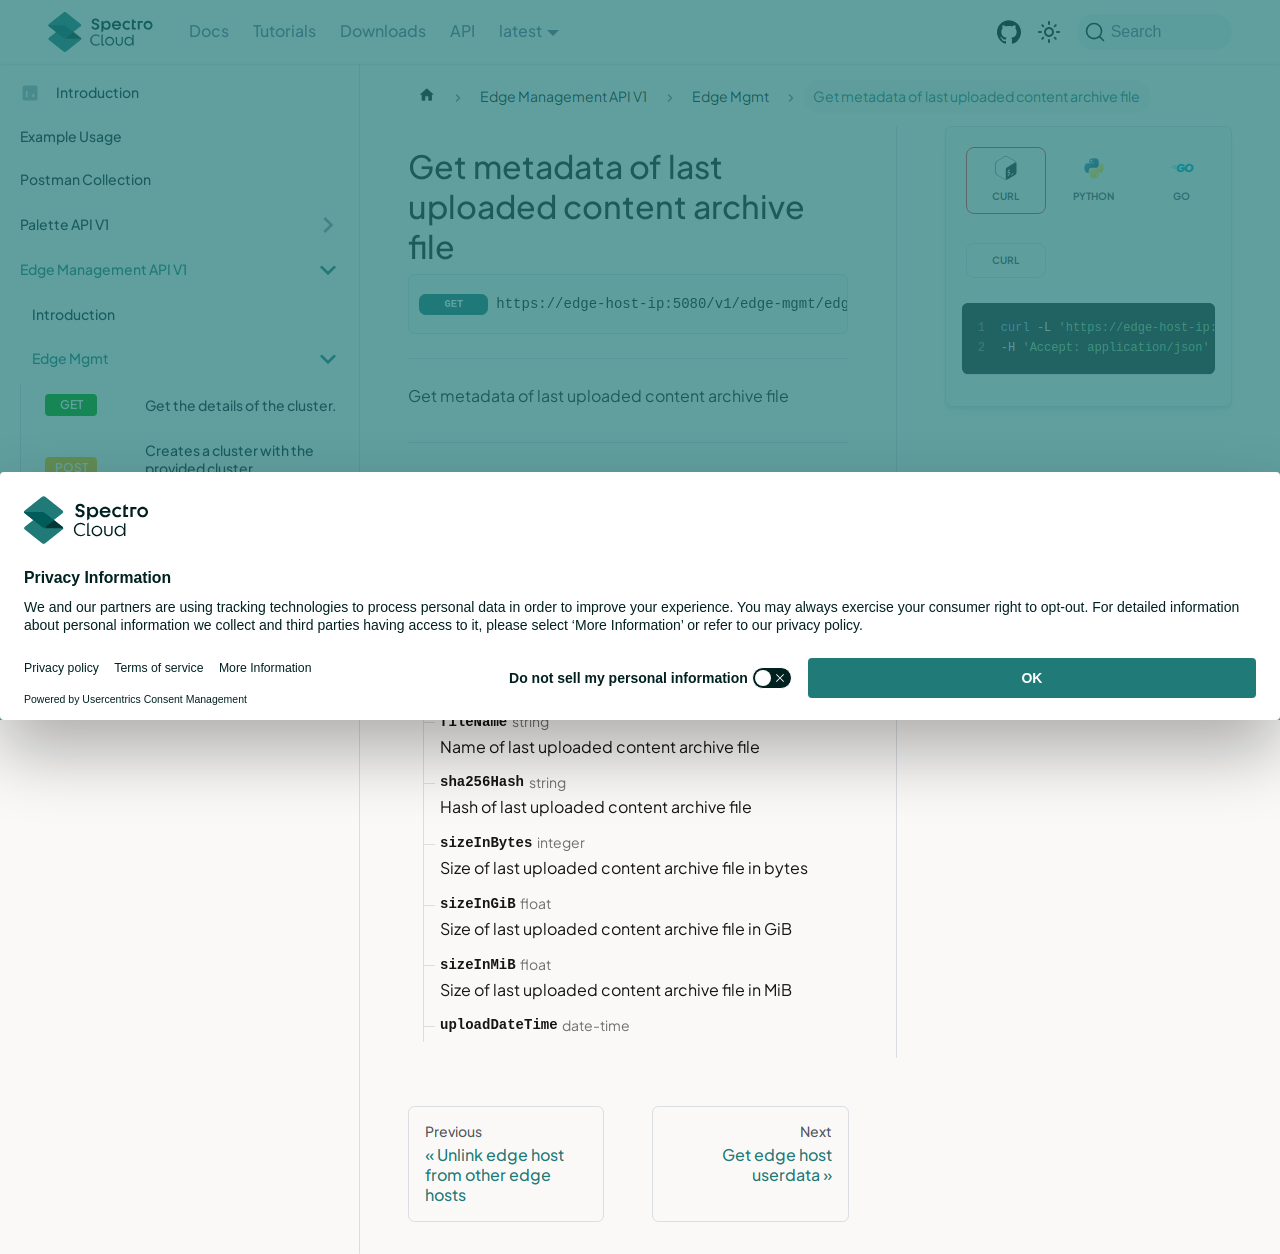 Spectro Cloud
Docs
Tutorials
Downloads
API
latest
Search
Introduction
Example Usage
Postman Collection
Palette API V1
Edge Management API V1
Introduction
Edge Mgmt
GET Get the details of the cluster.
POST Creates a cluster with the
provided cluster
Edge Management API V1 › Edge Mgmt › Get metadata of last uploaded content archive file
Get metadata of last
uploaded content archive
file
GET https://edge-host-ip:5080/v1/edge-mgmt/edg
Get metadata of last uploaded content archive file
CURL
PYTHON
GO
CURL
1 curl -L 'https://edge-host-ip:
2 -H 'Accept: application/json'
Spectro
Cloud
Privacy Information
We and our partners are using tracking technologies to process personal data in order to improve your experience. You may always exercise your consumer right to opt-out. For detailed information
about personal information we collect and third parties having access to it, please select ‘More Information’ or refer to our privacy policy.
Privacy policy
Terms of service
More Information
Powered by Usercentrics Consent Management
Do not sell my personal information
OK
fileName string
Name of last uploaded content archive file
sha256Hash string
Hash of last uploaded content archive file
sizeInBytes integer
Size of last uploaded content archive file in bytes
sizeInGiB float
Size of last uploaded content archive file in GiB
sizeInMiB float
Size of last uploaded content archive file in MiB
uploadDateTime date-time
Previous
« Unlink edge host
from other edge
hosts
Next
Get edge host
userdata »